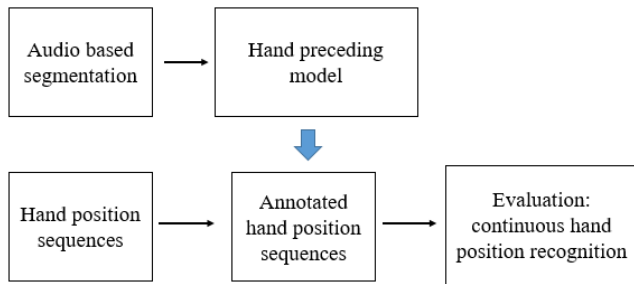 Audio based
segmentation
Hand preceding
model
Hand position
sequences
Annotated
hand position
sequences
Evaluation:
continuous hand
position recognition